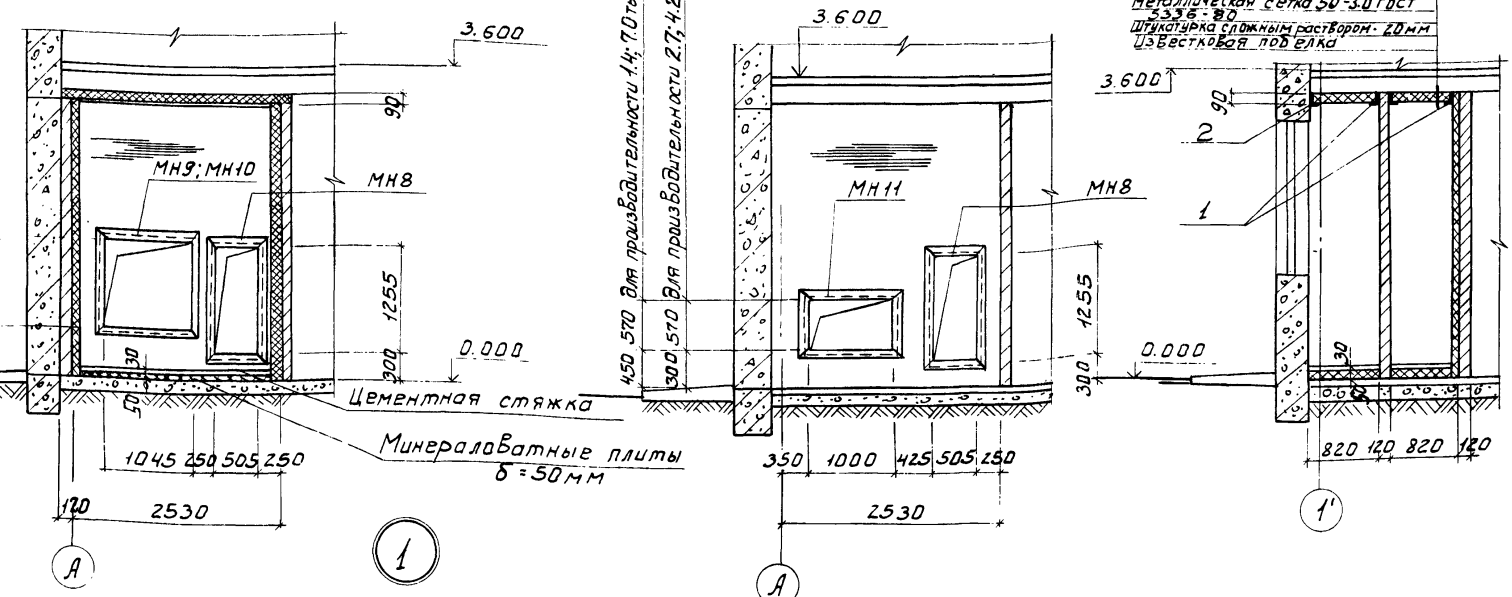 3.600
90
МН9; МН10
МН8
1255
300
0.000
30
50
Цементная стяжка
Минераловатные плиты
δ=50мм
1045 250 505 250
120
2530
А
1
450 570 для производительности 1.4; 7.0
300 570 для производительности 2.7; 4.2
3.600
МН11
МН8
1255
300
0.000
350 1000 425 505 250
2530
А
Металлическая сетка 50-3.0 ГОСТ
5336-80
Штукатурка сложным раствором-20мм
Известковая побелка
3.600
90
2
1
30
820 120 820 120
1'